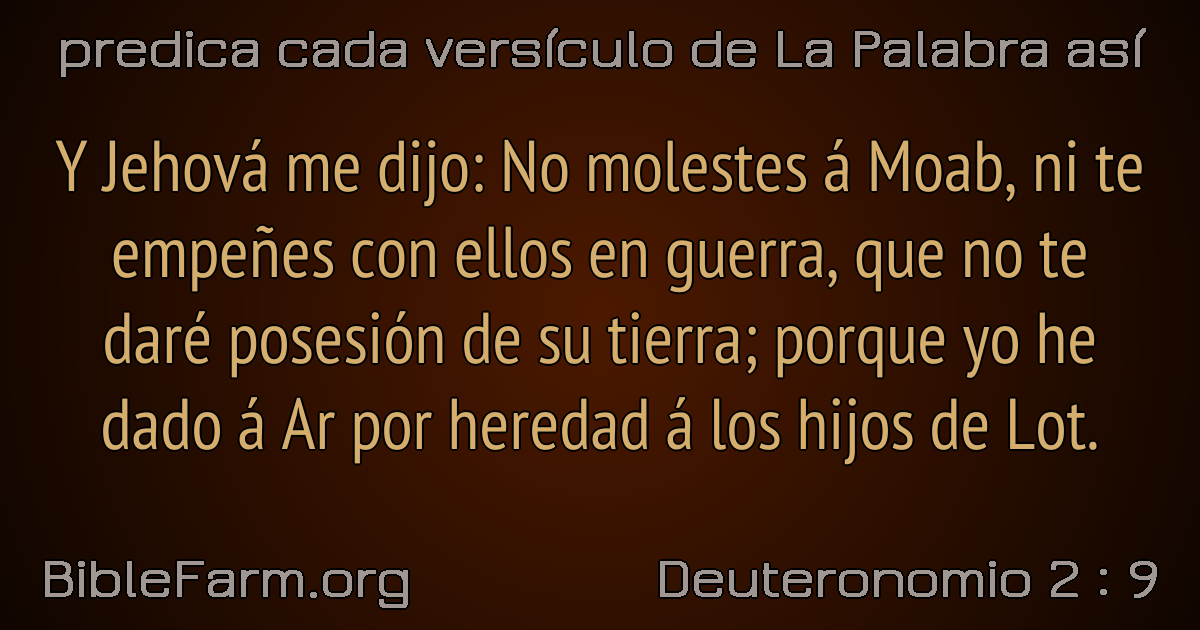 predica cada versículo de La Palabra así
Y Jehová me dijo: No molestes á Moab, ni te
empeñes con ellos en guerra, que no te
daré posesión de su tierra; porque yo he
dado á Ar por heredad á los hijos de Lot.
BibleFarm.org
Deuteronomio 2 : 9